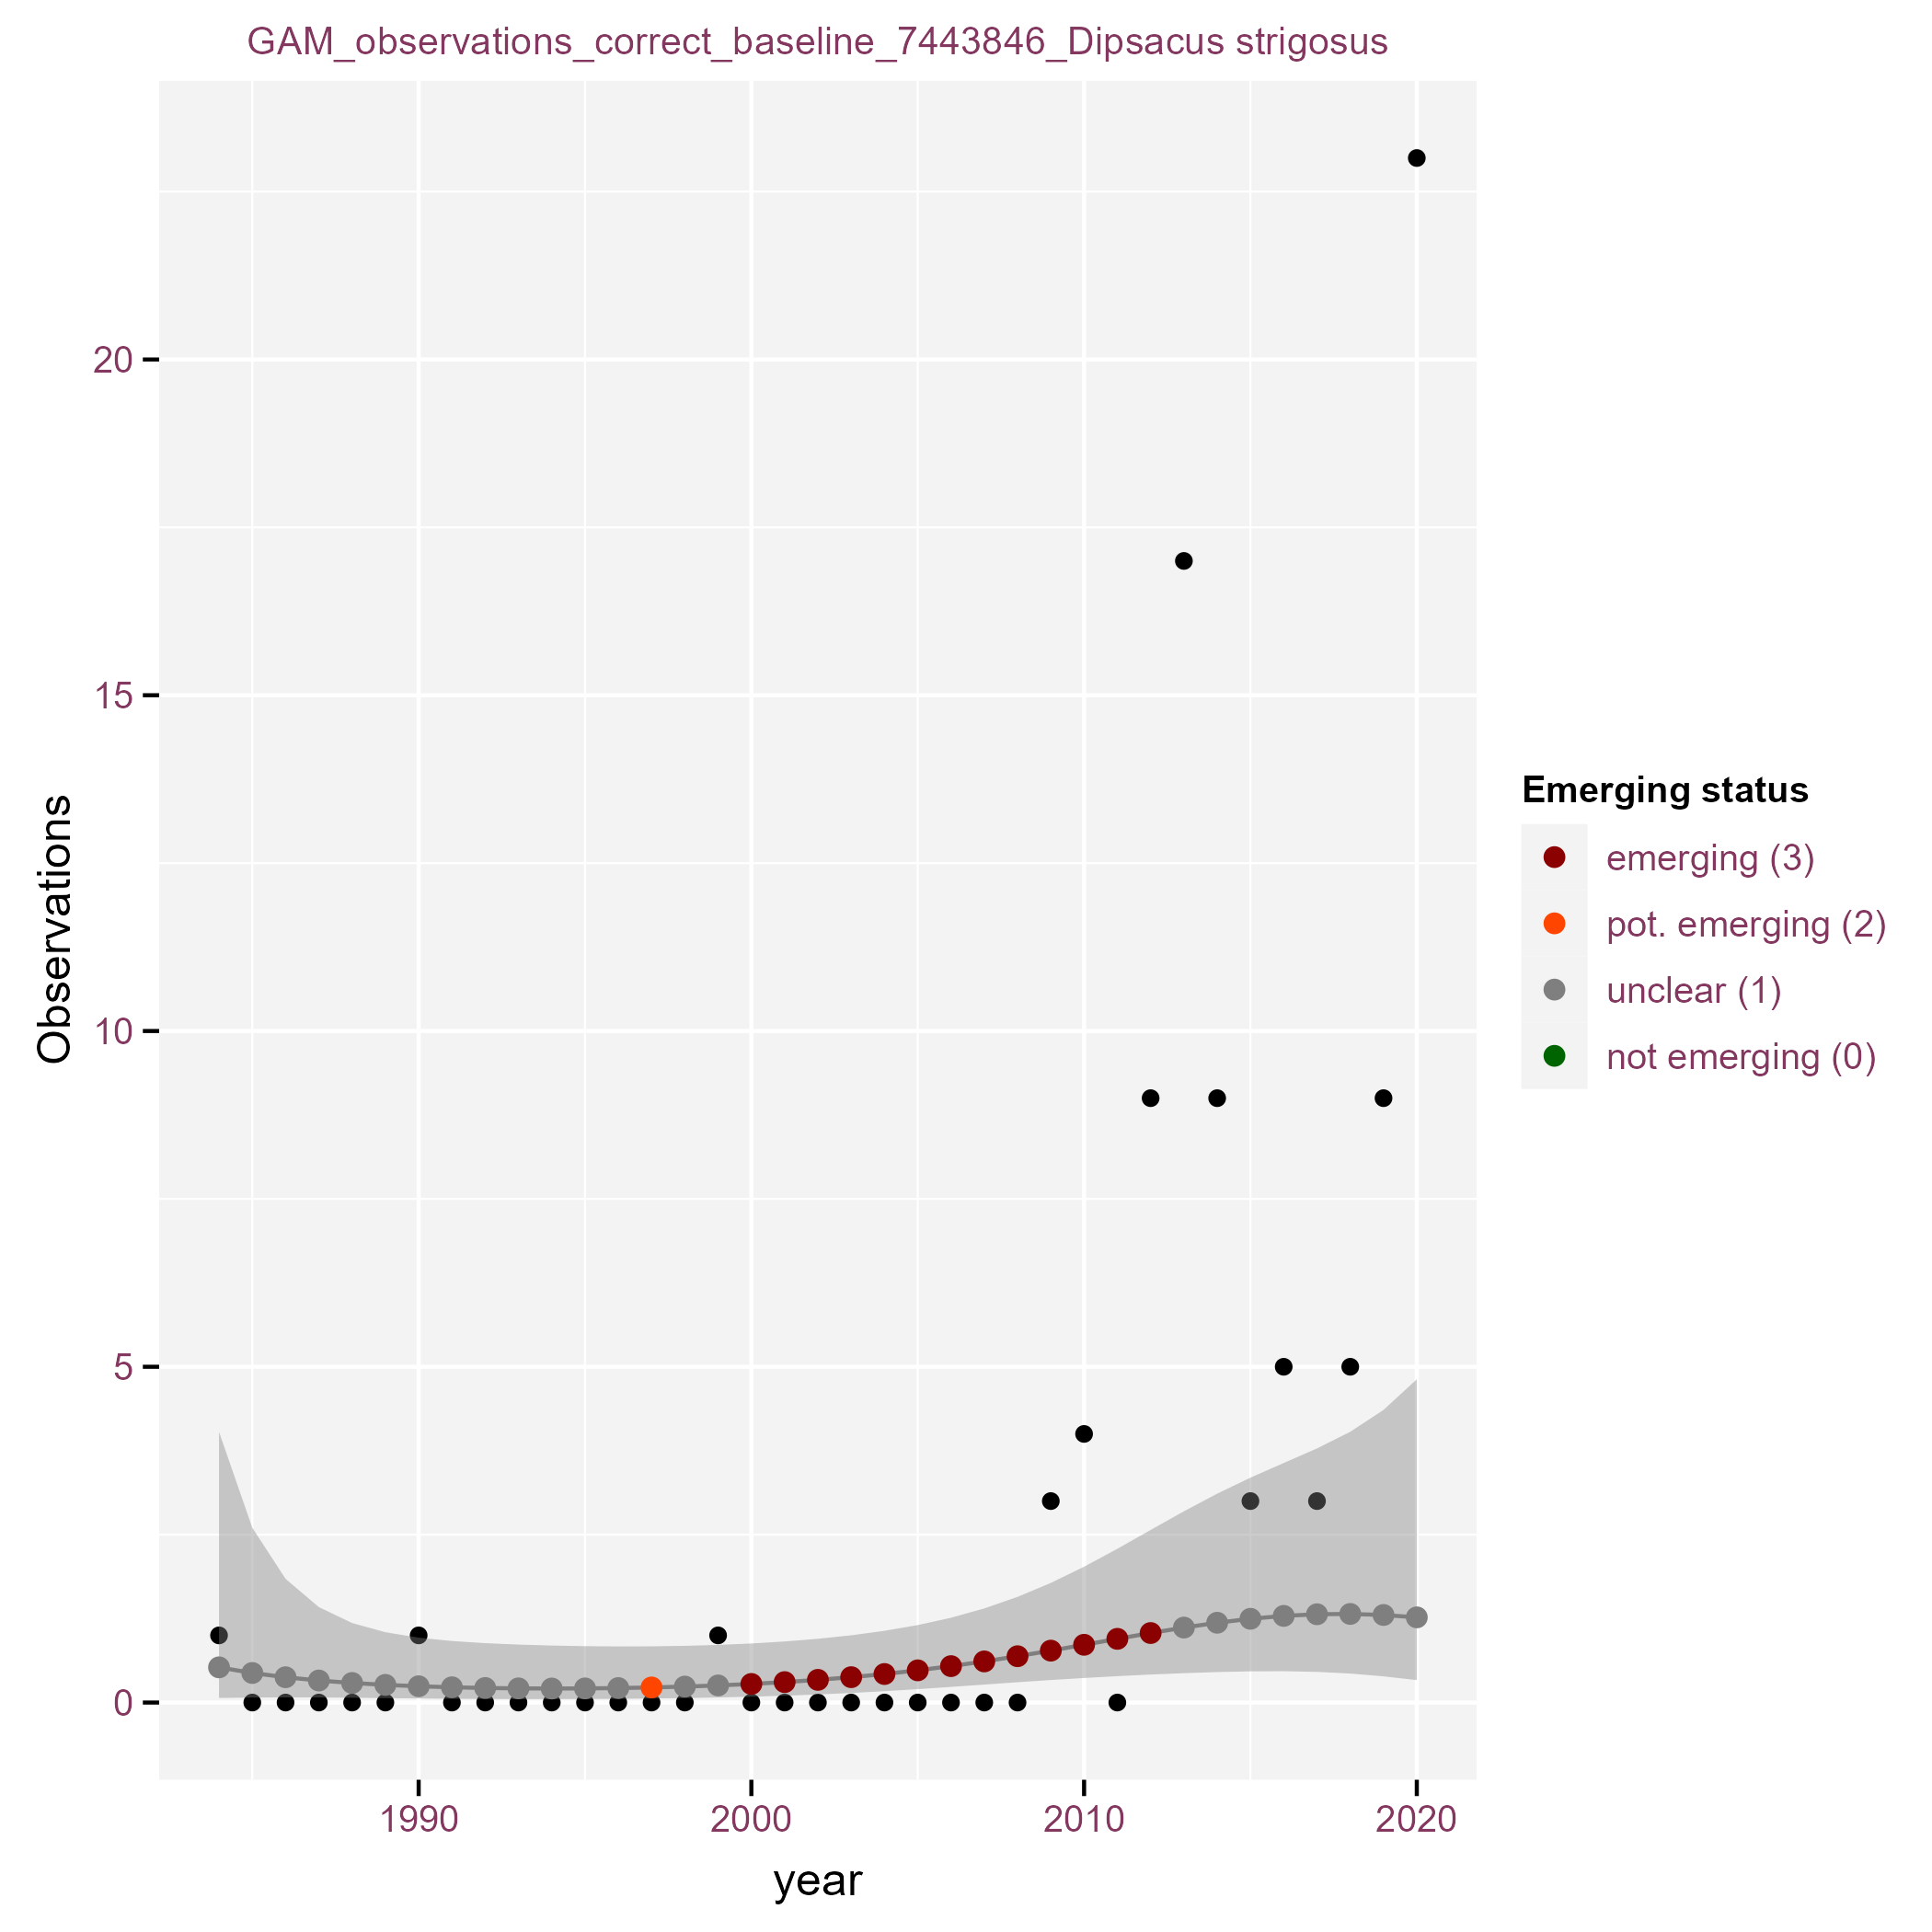 GAM_observations_correct_baseline_7443846_Dipsacus strigosus
Observations
20
15
10
5
0
1990
2000
2010
2020
year
Emerging status
emerging (3)
pot. emerging (2)
unclear (1)
not emerging (0)